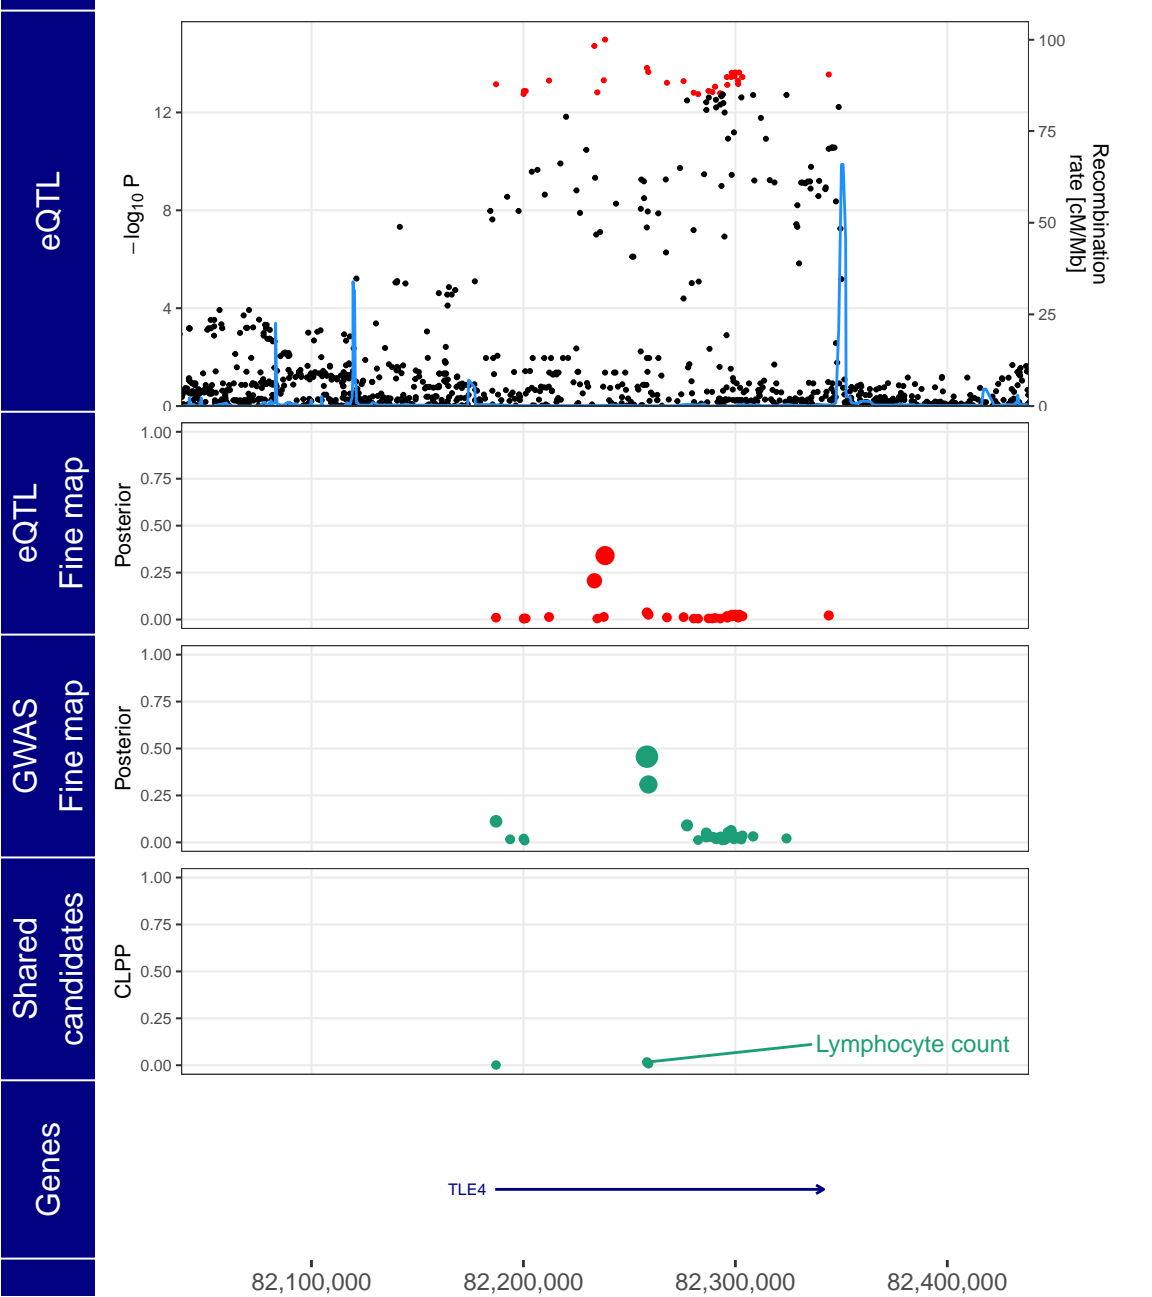 eQTL
−log10 P
12
8
4
0
100
75
50
25
0
Recombination
rate [cM/Mb]
eQTL
Fine map
Posterior
1.00
0.75
0.50
0.25
0.00
GWAS
Fine map
Posterior
1.00
0.75
0.50
0.25
0.00
Shared
candidates
CLPP
1.00
0.75
0.50
0.25
0.00
Lymphocyte count
Genes
TLE4
82,100,000
82,200,000
82,300,000
82,400,000